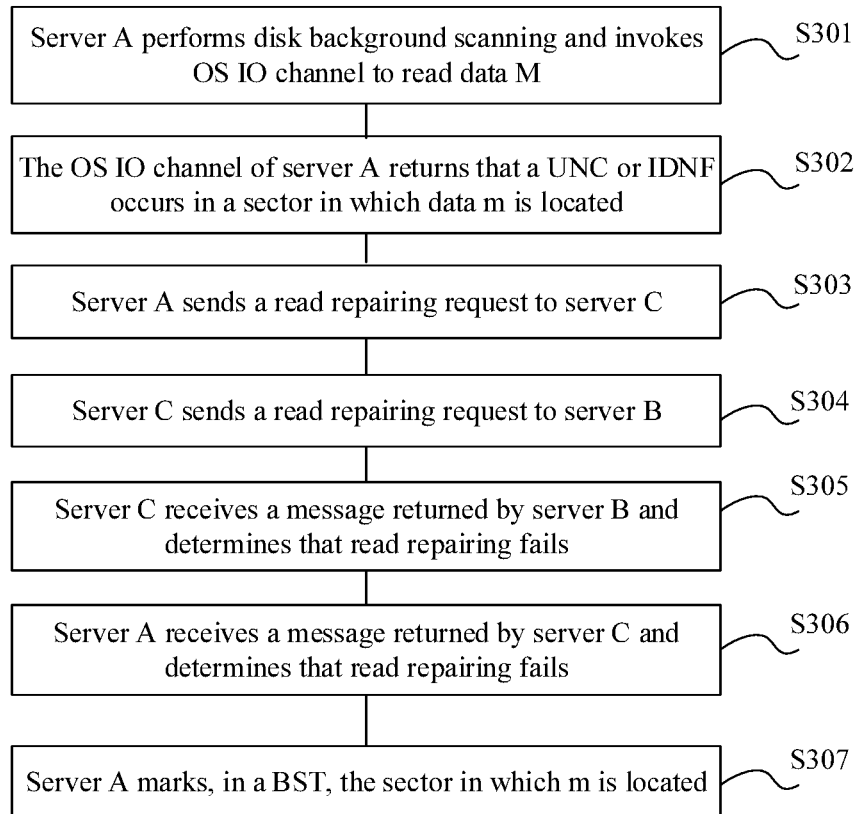 Server A performs disk background scanning and invokes
OS IO channel to read data M
S301
The OS IO channel of server A returns that a UNC or IDNF
occurs in a sector in which data m is located
S302
Server A sends a read repairing request to server C
S303
Server C sends a read repairing request to server B
S304
Server C receives a message returned by server B and
determines that read repairing fails
S305
Server A receives a message returned by server C and
determines that read repairing fails
S306
Server A marks, in a BST, the sector in which m is located
S307